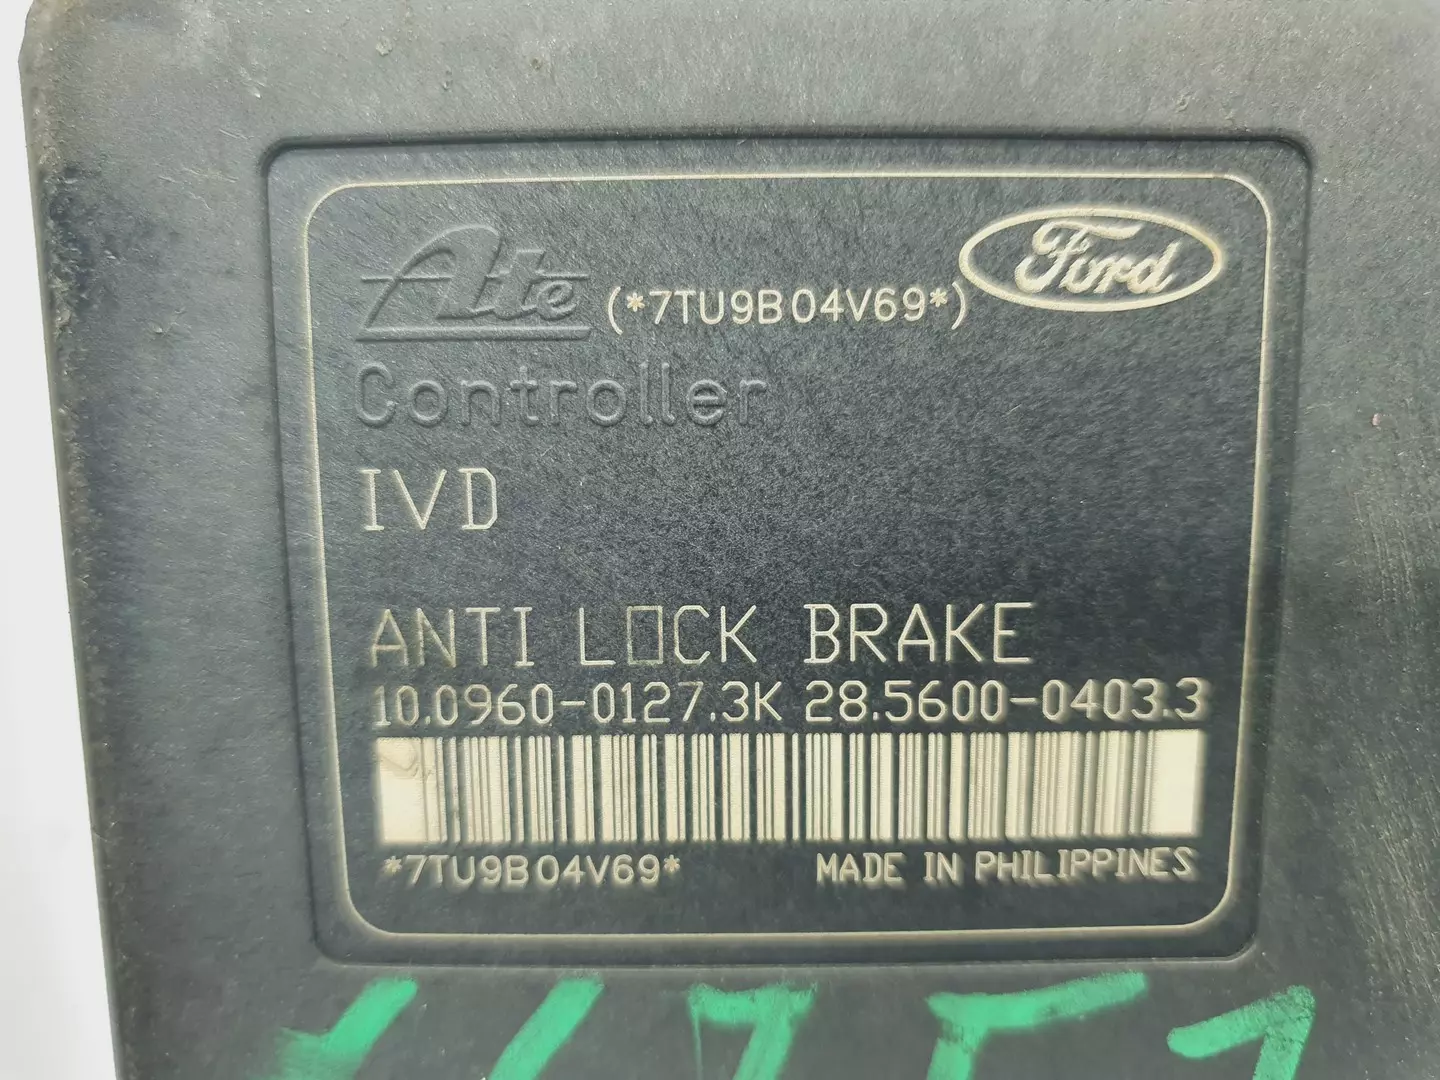 Ate (*7TU9B04V69*) Ford
Controller
IVD
ANTI LOCK BRAKE
10.0960-0127.3K 28.5600-0403.3
*7TU9B04V69* MADE IN PHILIPPINES